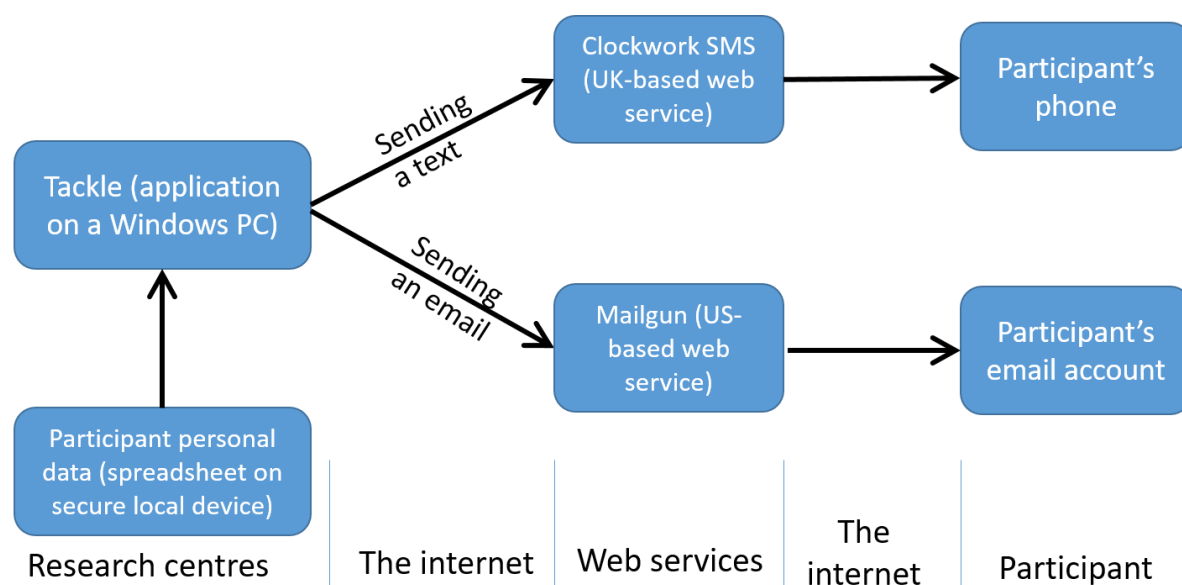 Clockwork SMS
(UK-based web
service)
Participant's
phone
Sending
a text
Tackle (application
on a Windows PC)
Sending
an email
Mailgun (US-
based web
service)
Participant's
email account
Participant personal
data (spreadsheet on
secure local device)
Research centres
The internet
Web services
The
internet
Participant